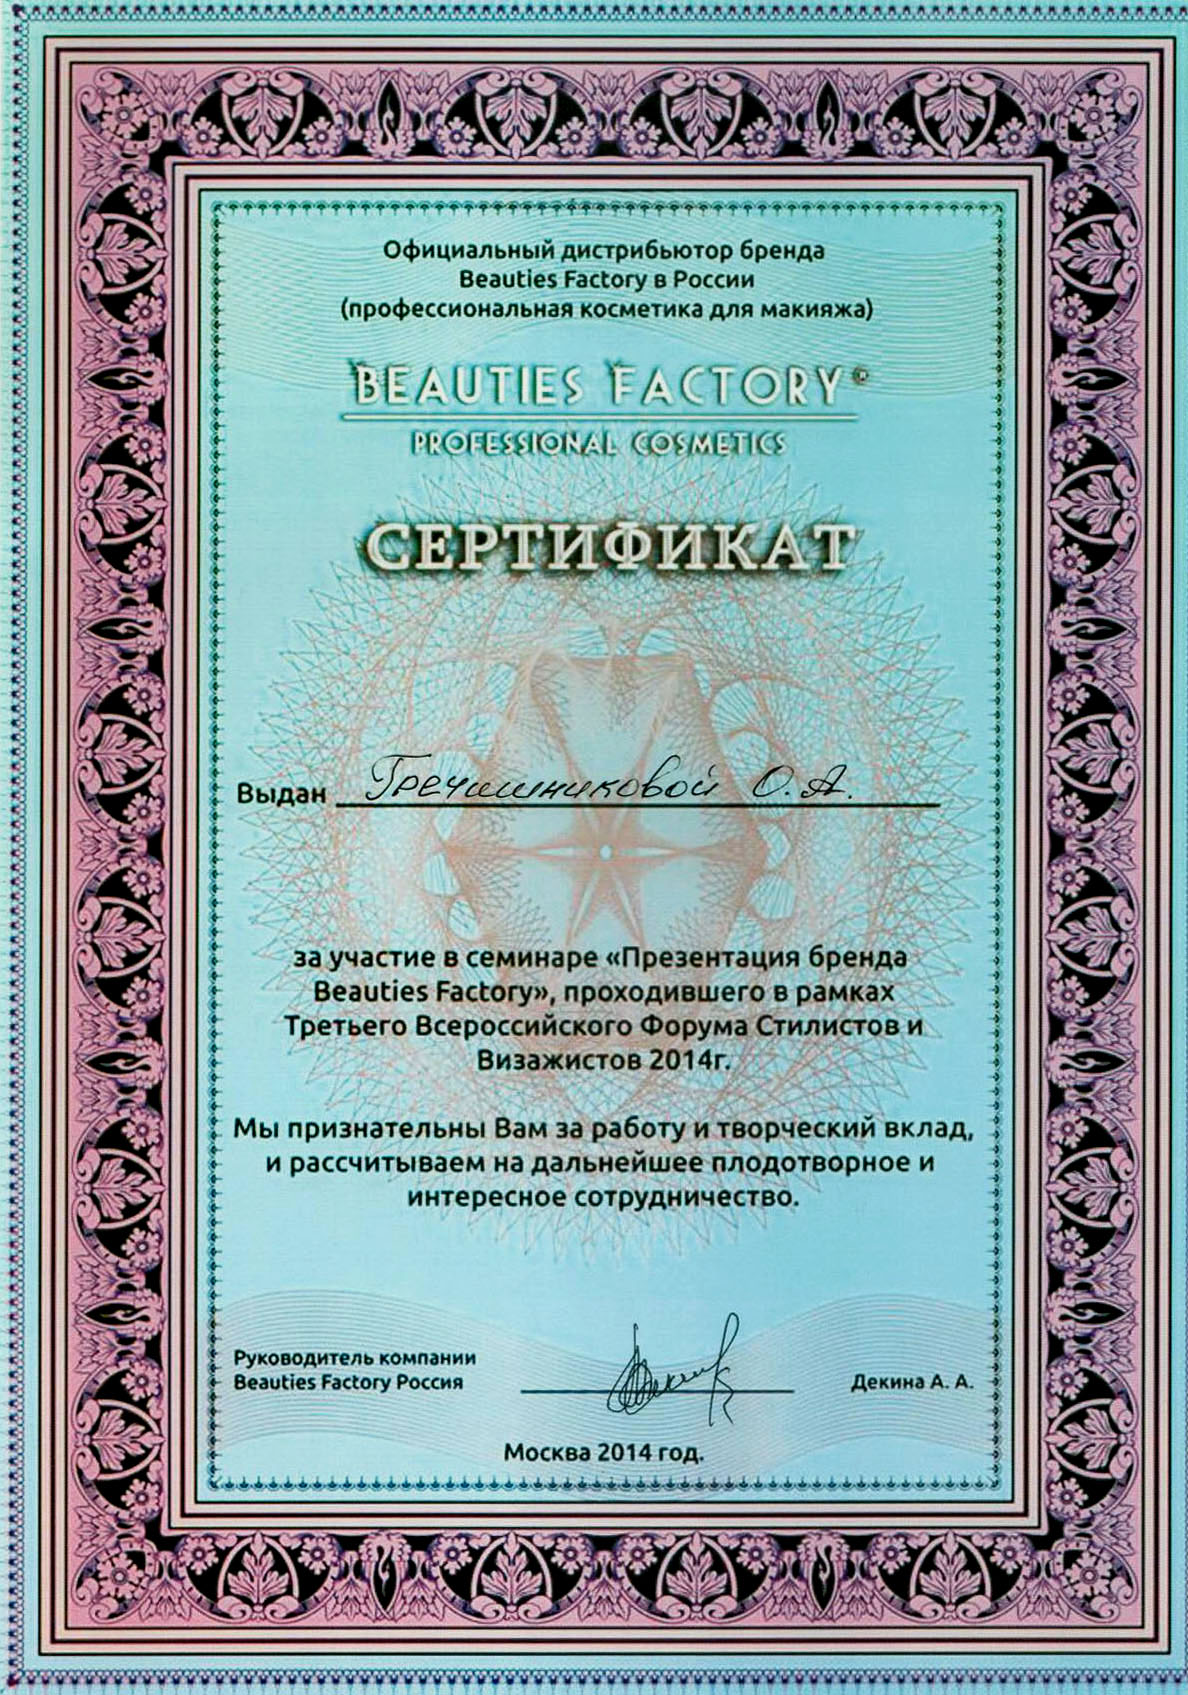 Официальный дистрибьютор бренда
Beauties Factory в России
(профессиональная косметика для макияжа)
BEAUTIES FACTORY®
PROFESSIONAL COSMETICS
СЕРТИФИКАТ
Выдан Гречишниковой О.А.
за участие в семинаре «Презентация бренда
Beauties Factory», проходившего в рамках
Третьего Всероссийского Форума Стилистов и
Визажистов 2014г.
Мы признательны Вам за работу и творческий вклад,
и рассчитываем на дальнейшее плодотворное и
интересное сотрудничество.
Руководитель компании
Beauties Factory Россия
Декина А. А.
Москва 2014 год.